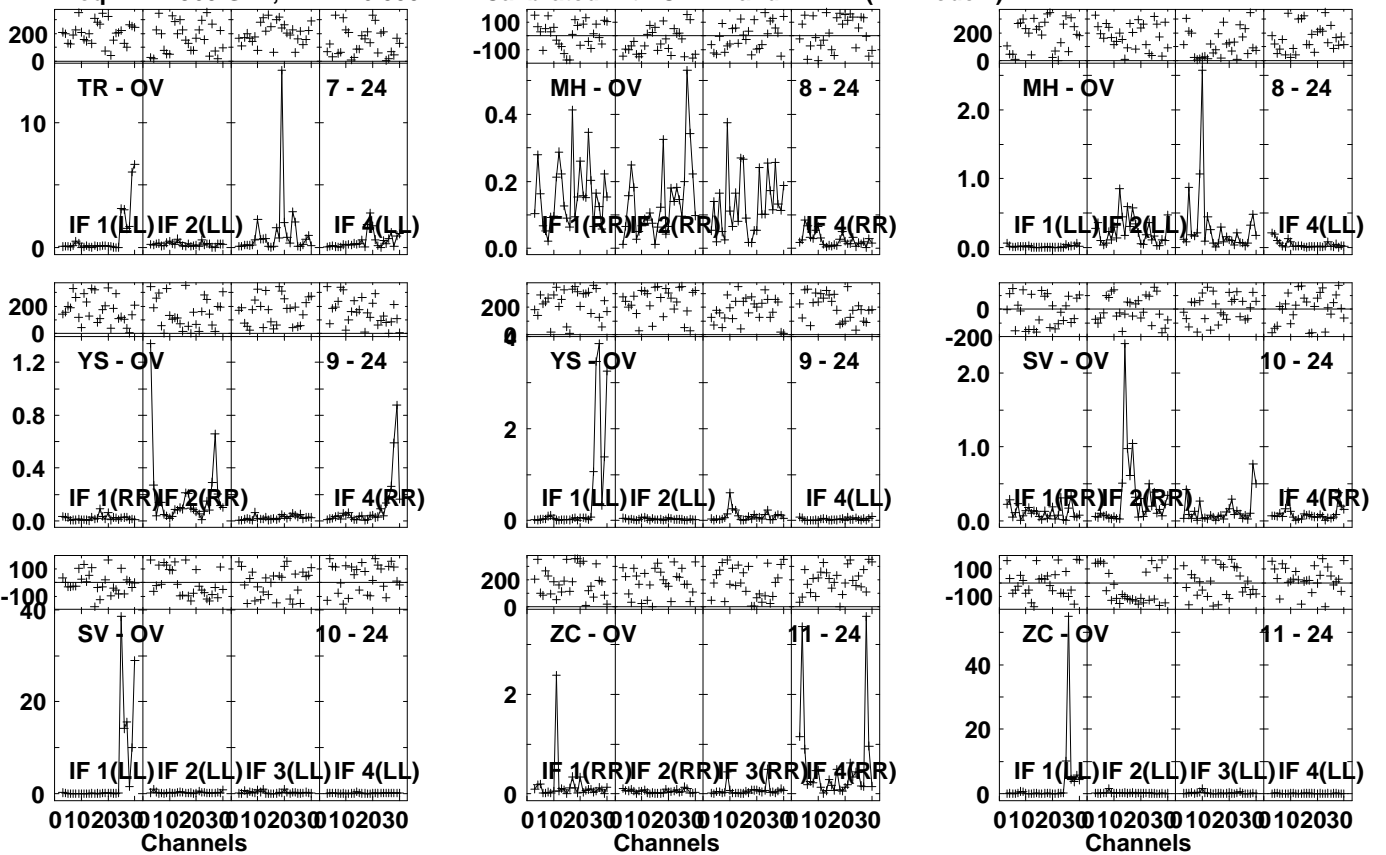 200
0
TR - OV 7 - 24
10
0
IF 1(LL) IF 2(LL) IF 4(LL)
100
-100
MH - OV 8 - 24
0.4
0.2
0.0
IF 1(RR) IF 2(RR) IF 4(RR)
200
0
MH - OV 8 - 24
2.0
1.0
0.0
IF 1(LL) IF 2(LL) IF 4(LL)
200
0
YS - OV 9 - 24
1.2
0.8
0.4
0.0
IF 1(RR) IF 2(RR) IF 4(RR)
200
0
4
YS - OV 9 - 24
2
0
IF 1(LL) IF 2(LL) IF 4(LL)
0
-200
SV - OV 10 - 24
2.0
1.0
0.0
IF 1(RR) IF 2(RR) IF 4(RR)
100
-100
40
SV - OV 10 - 24
20
0
IF 1(LL) IF 2(LL) IF 3(LL) IF 4(LL)
0102030 0102030 0102030 0102030
Channels
200
0
ZC - OV 11 - 24
2
0
IF 1(RR) IF 2(RR) IF 3(RR) IF 4(RR)
0102030 0102030 0102030 0102030
Channels
100
-100
ZC - OV 11 - 24
40
20
0
IF 1(LL) IF 2(LL) IF 3(LL) IF 4(LL)
0102030 0102030 0102030 0102030
Channels